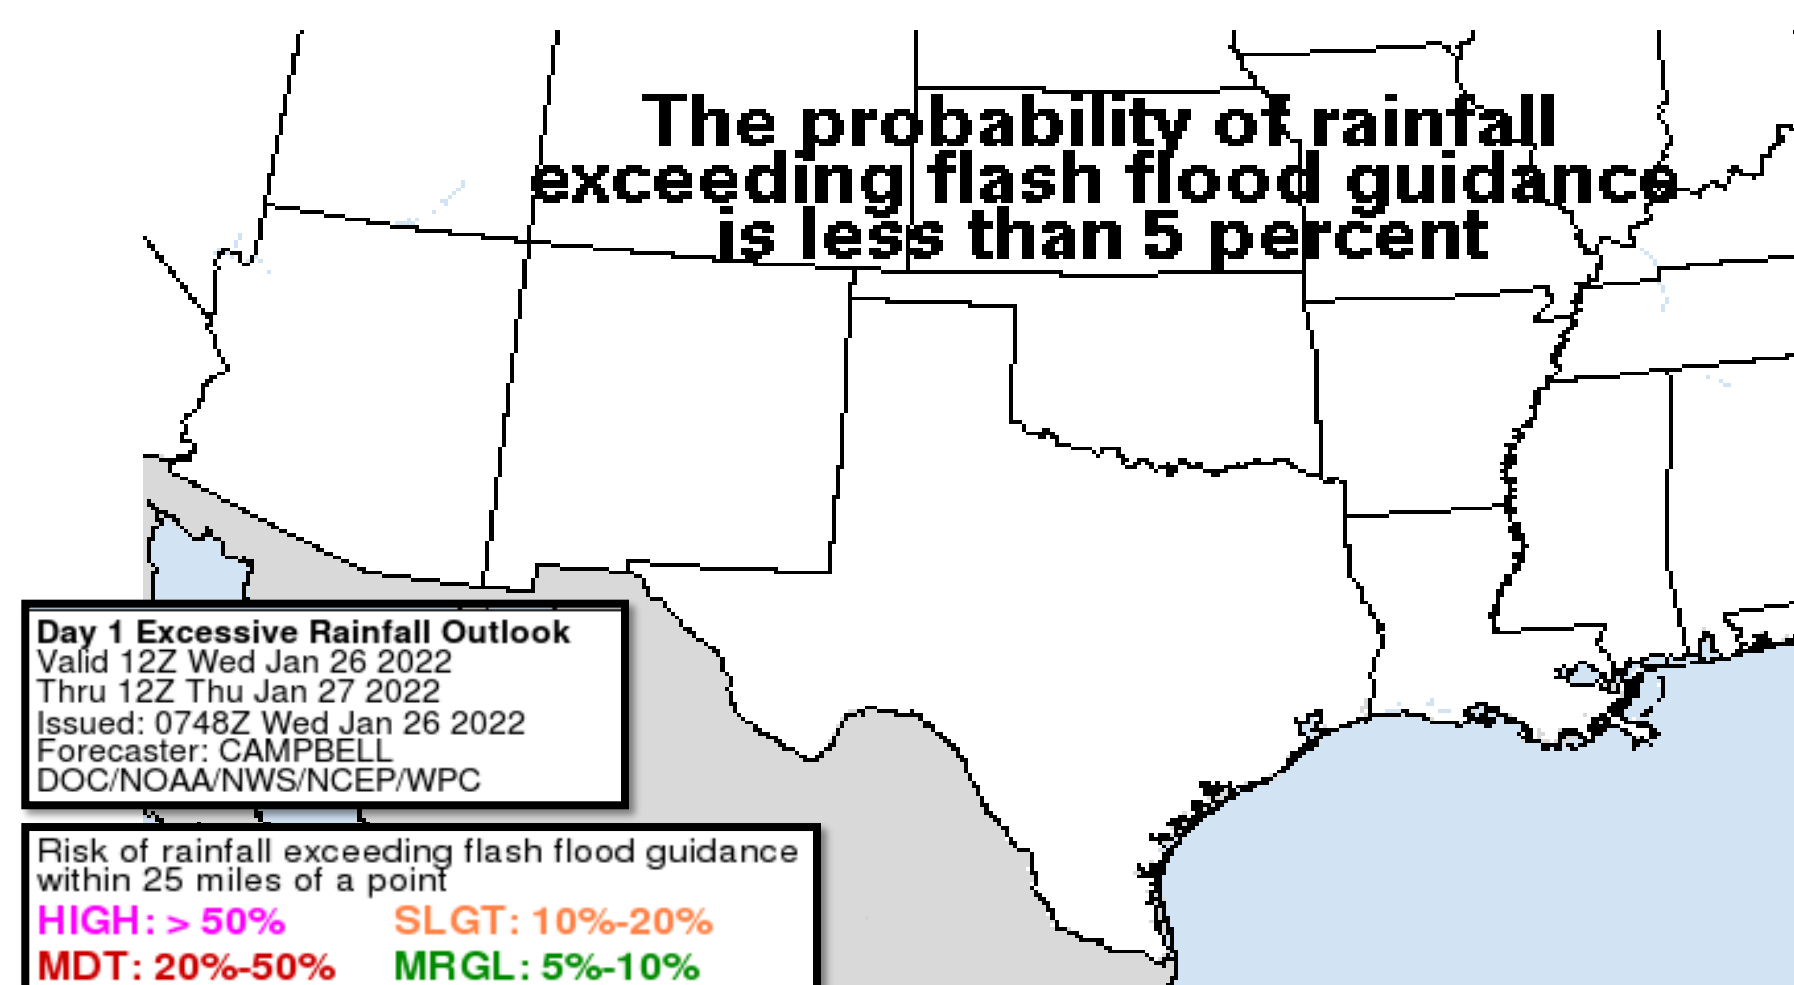 The probability of rainfall
exceeding flash flood guidance
is less than 5 percent
Day 1 Excessive Rainfall Outlook
Valid 12Z Wed Jan 26 2022
Thru 12Z Thu Jan 27 2022
Issued: 0748Z Wed Jan 26 2022
Forecaster: CAMPBELL
DOC/NOAA/NWS/NCEP/WPC
Risk of rainfall exceeding flash flood guidance
within 25 miles of a point
HIGH: > 50% SLGT: 10%-20%
MDT: 20%-50% MRGL: 5%-10%